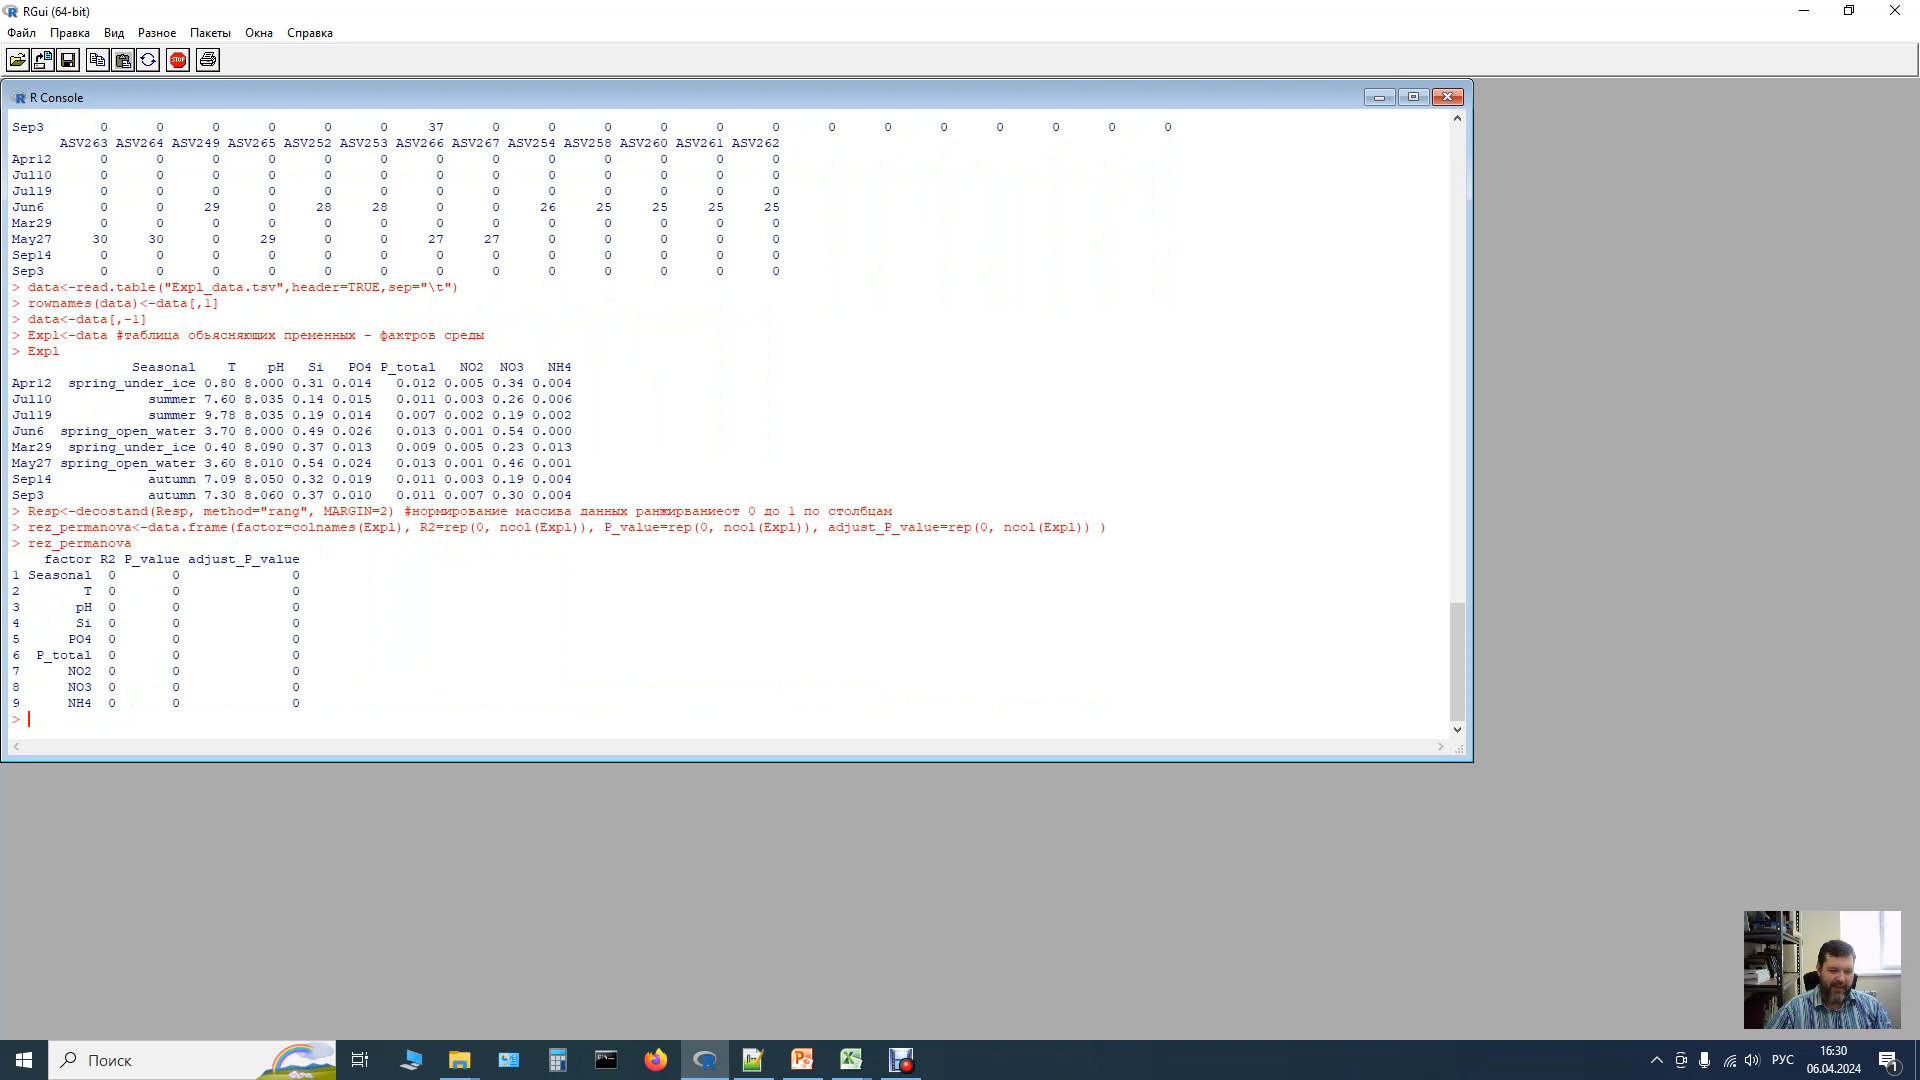 RGui (64-bit)
Файл Правка Вид Разное Пакеты Окна Справка
STOP
R Console
Sep3 0 0 0 0 0 0 37 0 0 0 0 0 0 0 0 0 0 0 0 0
ASV263 ASV264 ASV249 ASV265 ASV252 ASV253 ASV266 ASV267 ASV254 ASV258 ASV260 ASV261 ASV262
Apr12 0 0 0 0 0 0 0 0 0 0 0 0 0
Jul10 0 0 0 0 0 0 0 0 0 0 0 0 0
Jul19 0 0 0 0 0 0 0 0 0 0 0 0 0
Jun6 0 0 29 0 28 28 0 0 26 25 25 25 25
Mar29 0 0 0 0 0 0 0 0 0 0 0 0 0
May27 30 30 0 29 0 0 27 27 0 0 0 0 0
Sep14 0 0 0 0 0 0 0 0 0 0 0 0 0
Sep3 0 0 0 0 0 0 0 0 0 0 0 0 0
> data<-read.table("Expl_data.tsv",header=TRUE,sep="\t")
> rownames(data)<-data[,1]
> data<-data[,-1]
> Expl<-data #таблица обьясняющих пременных - фактров среды
> Expl
Seasonal T pH Si PO4 P_total NO2 NO3 NH4
Apr12 spring_under_ice 0.80 8.000 0.31 0.014 0.012 0.005 0.34 0.004
Jul10 summer 7.60 8.035 0.14 0.015 0.011 0.003 0.26 0.006
Jul19 summer 9.78 8.035 0.19 0.014 0.007 0.002 0.19 0.002
Jun6 spring_open_water 3.70 8.000 0.49 0.026 0.013 0.001 0.54 0.000
Mar29 spring_under_ice 0.40 8.090 0.37 0.013 0.009 0.005 0.23 0.013
May27 spring_open_water 3.60 8.010 0.54 0.024 0.013 0.001 0.46 0.001
Sep14 autumn 7.09 8.050 0.32 0.019 0.011 0.003 0.19 0.004
Sep3 autumn 7.30 8.060 0.37 0.010 0.011 0.007 0.30 0.004
> Resp<-decostand(Resp, method="rang", MARGIN=2) #нормирование массива данных ранжирваниеот 0 до 1 по столбцам
> rez_permanova<-data.frame(factor=colnames(Expl), R2=rep(0, ncol(Expl)), P_value=rep(0, ncol(Expl)), adjust_P_value=rep(0, ncol(Expl)) )
> rez_permanova
factor R2 P_value adjust_P_value
1 Seasonal 0 0 0
2 T 0 0 0
3 pH 0 0 0
4 Si 0 0 0
5 PO4 0 0 0
6 P_total 0 0 0
7 NO2 0 0 0
8 NO3 0 0 0
9 NH4 0 0 0
>
Поиск
РУС
16:30
06.04.2024
1